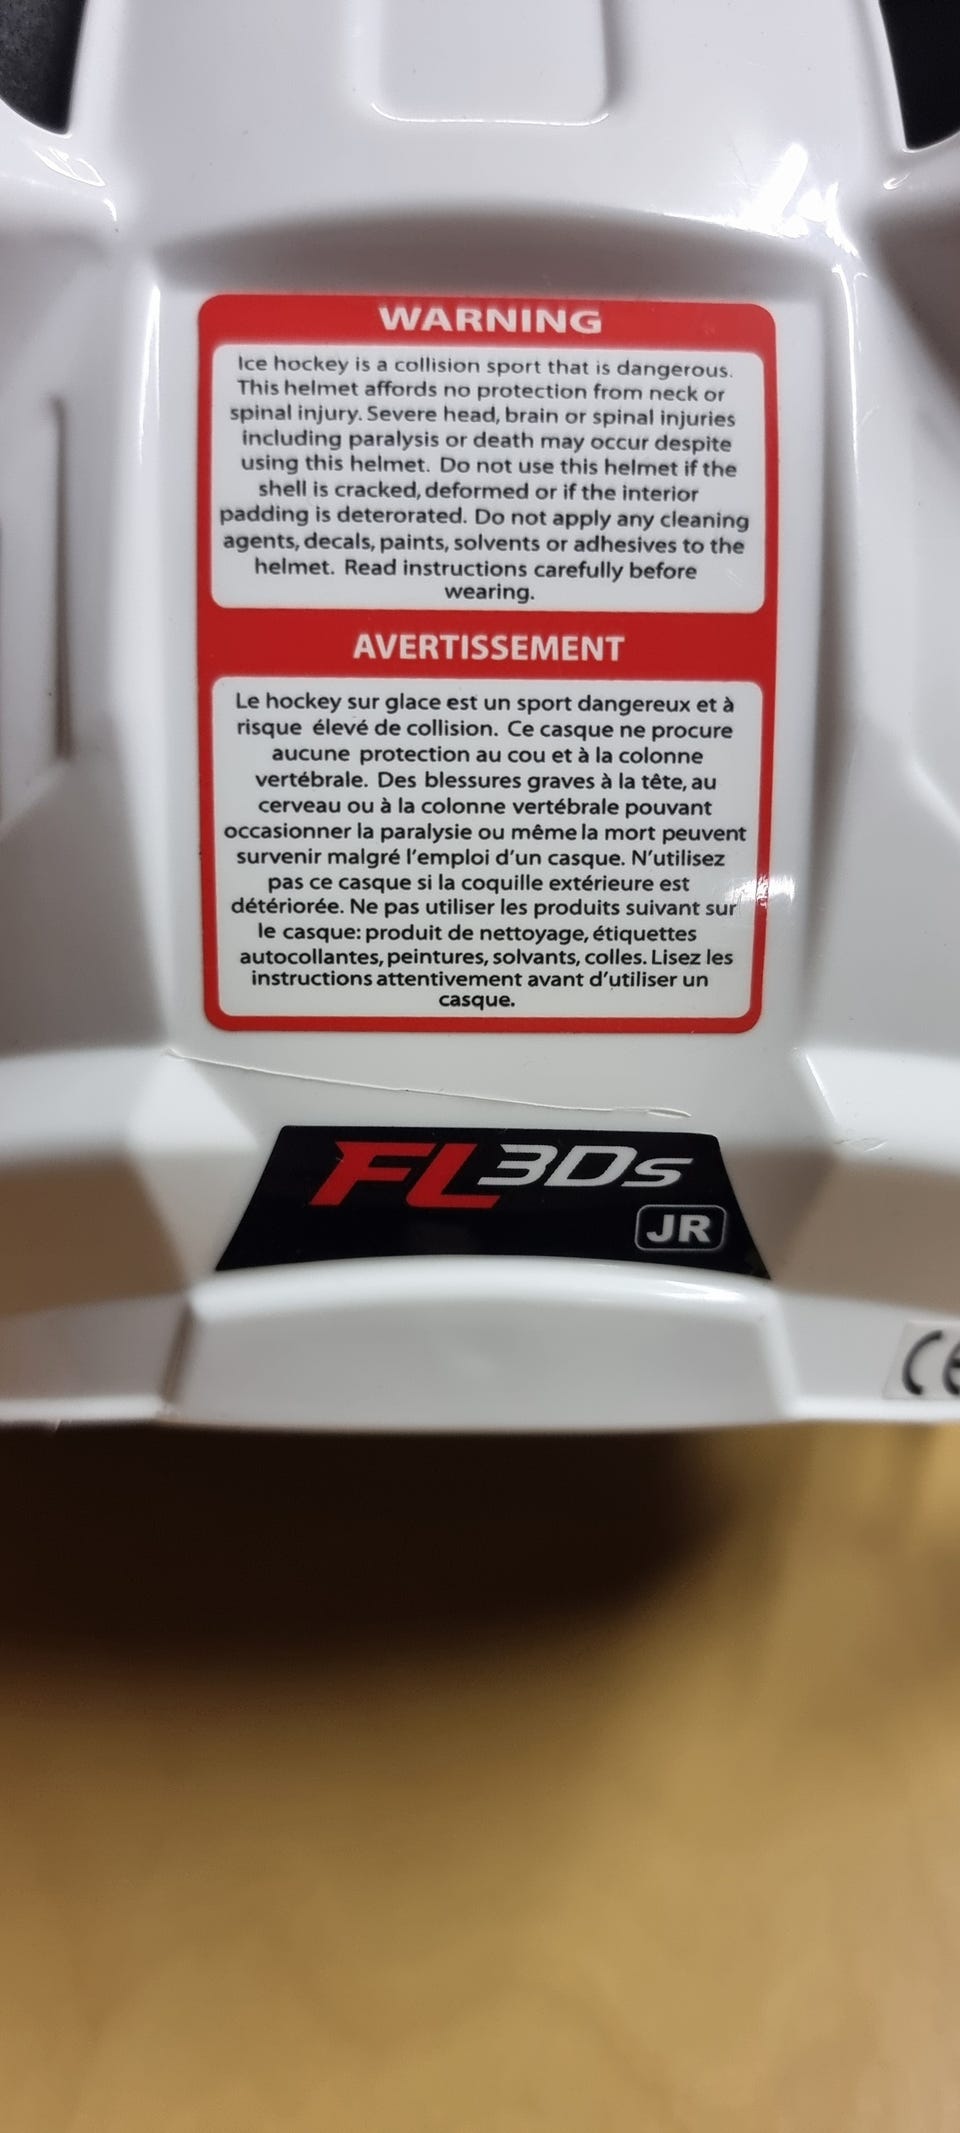 WARNING
Ice hockey is a collision sport that is dangerous.
This helmet affords no protection from neck or
spinal injury. Severe head, brain or spinal injuries
including paralysis or death may occur despite
using this helmet. Do not use this helmet if the
shell is cracked, deformed or if the interior
padding is deterorated. Do not apply any cleaning
agents, decals, paints, solvents or adhesives to the
helmet. Read instructions carefully before
wearing.
AVERTISSEMENT
Le hockey sur glace est un sport dangereux et à
risque élevé de collision. Ce casque ne procure
aucune protection au cou et à la colonne
vertébrale. Des blessures graves à la tête, au
cerveau ou à la colonne vertébrale pouvant
occasionner la paralysie ou même la mort peuvent
survenir malgré l'emploi d'un casque. N'utilisez
pas ce casque si la coquille extérieure est
détériorée. Ne pas utiliser les produits suivant sur
le casque: produit de nettoyage, étiquettes
autocollantes, peintures, solvants, colles. Lisez les
instructions attentivement avant d'utiliser un
casque.
FL3Ds
JR
CE